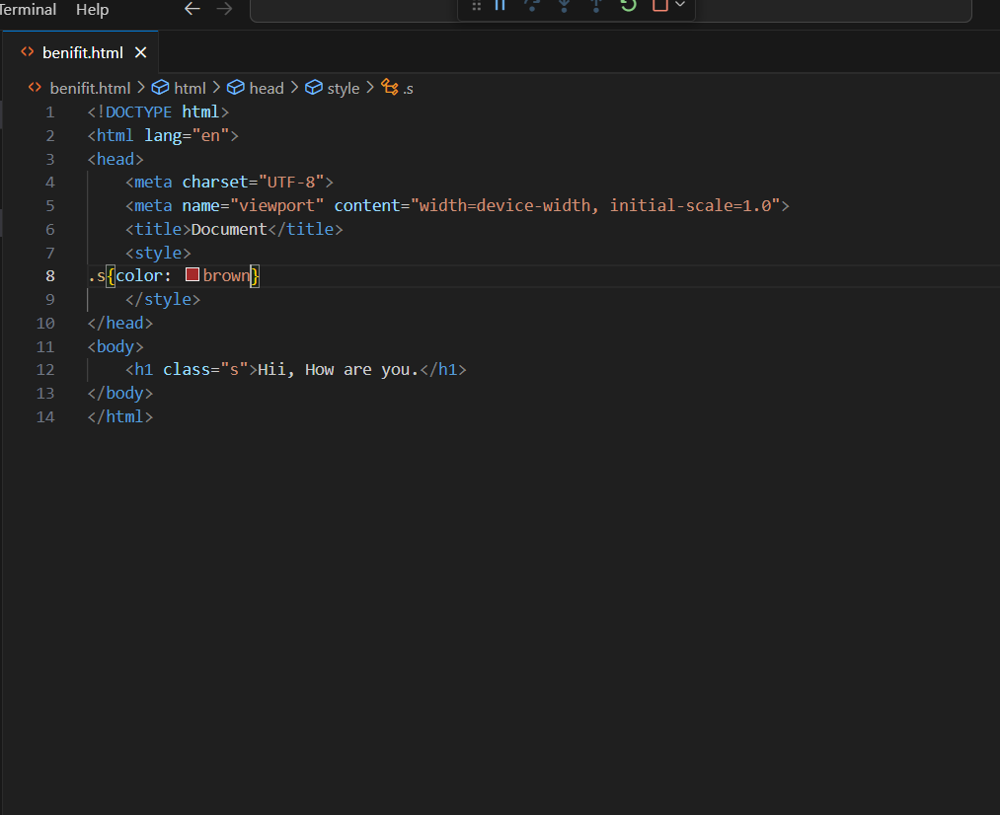 Terminal Help
benifit.html
benifit.html > html > head > style > .s
1 <!DOCTYPE html>
2 <html lang="en">
3 <head>
4 <meta charset="UTF-8">
5 <meta name="viewport" content="width=device-width, initial-scale=1.0">
6 <title>Document</title>
7 <style>
8 .s{color: brown}
9 </style>
10 </head>
11 <body>
12 <h1 class="s">Hii, How are you.</h1>
13 </body>
14 </html>